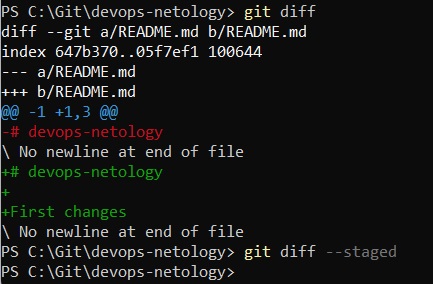 PS C:\Git\devops-netology> git diff
diff --git a/README.md b/README.md
index 647b370..05f7ef1 100644
--- a/README.md
+++ b/README.md
@@ -1 +1,3 @@
-# devops-netology
\ No newline at end of file
+# devops-netology
+
+First changes
\ No newline at end of file
PS C:\Git\devops-netology> git diff --staged
PS C:\Git\devops-netology>